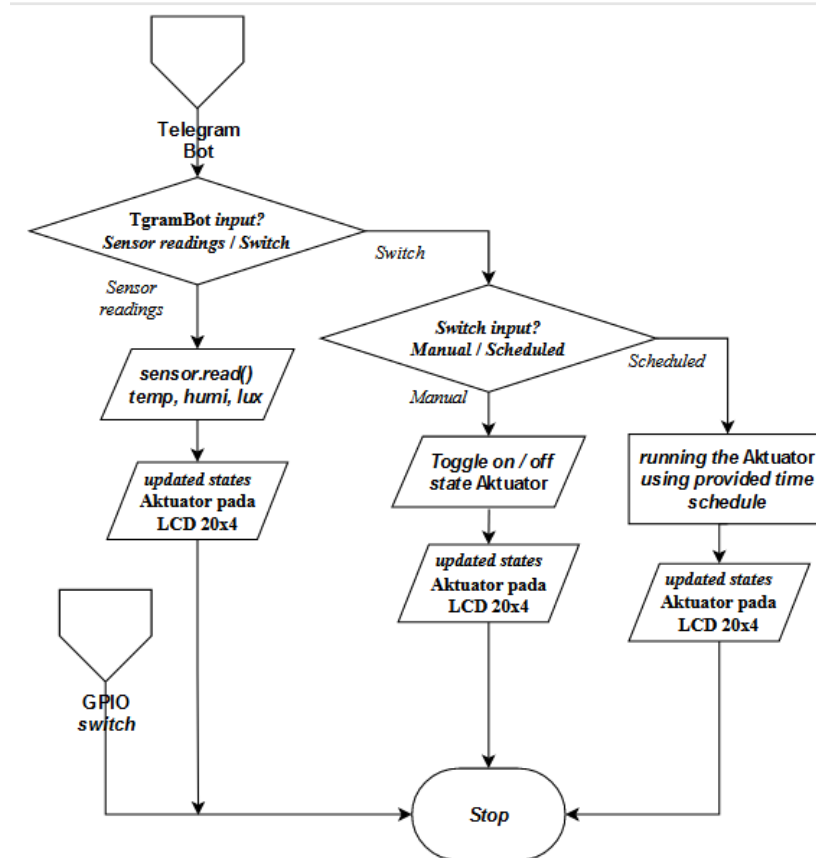 Telegram
Bot
TgramBot input?
Sensor readings / Switch
Switch
Sensor
readings
Switch input?
Manual / Scheduled
Scheduled
Manual
sensor.read()
temp, humi, lux
Toggle on / off
state Aktuator
running the Aktuator
using provided time
schedule
updated states
Aktuator pada
LCD 20x4
updated states
Aktuator pada
LCD 20x4
updated states
Aktuator pada
LCD 20x4
GPIO
switch
Stop